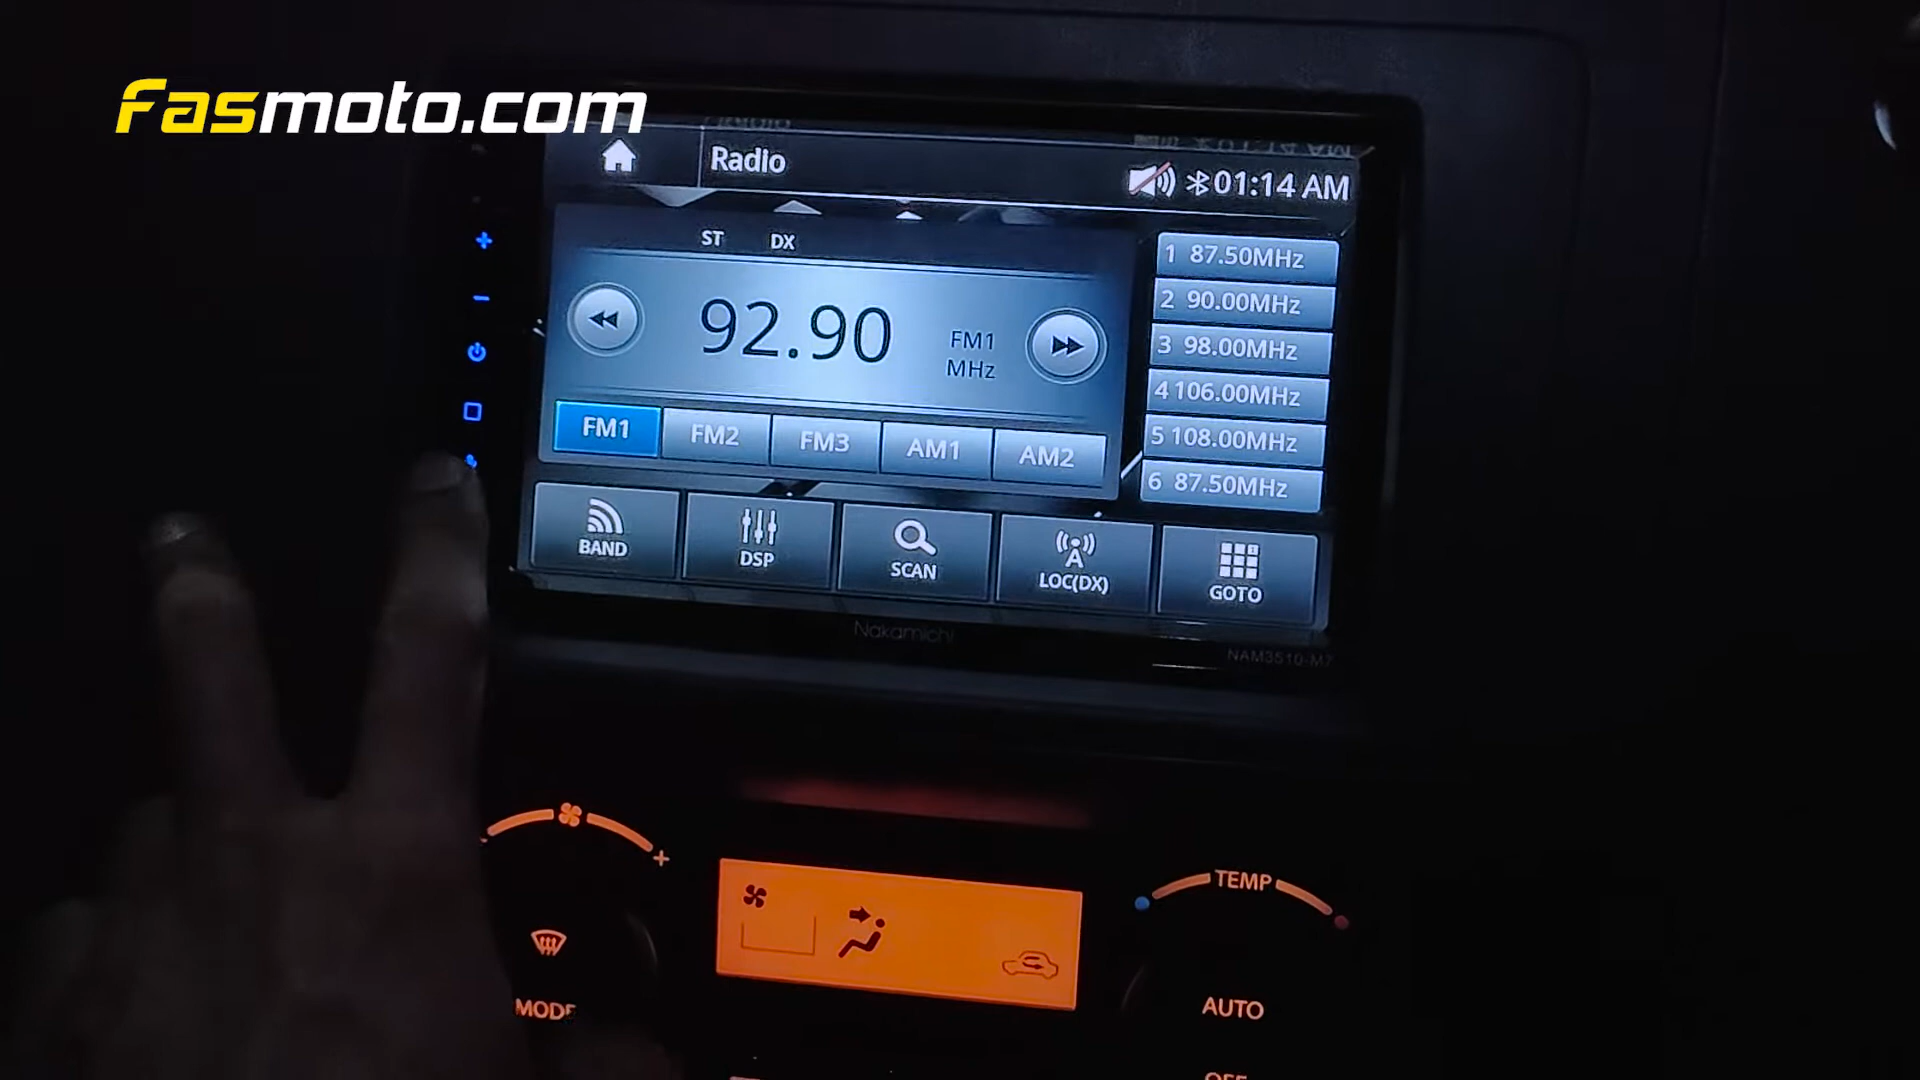 Fasmoto.com
Radio
01:14 AM
ST DX
92.90
FM1
MHz
FM1 FM2 FM3 AM1 AM2
1 87.50MHz
2 90.00MHz
3 98.00MHz
4 106.00MHz
5 108.00MHz
6 87.50MHz
BAND DSP SCAN LOC(DX) GOTO
Nakamichi
NAM3510-M7
TEMP
MODE
AUTO